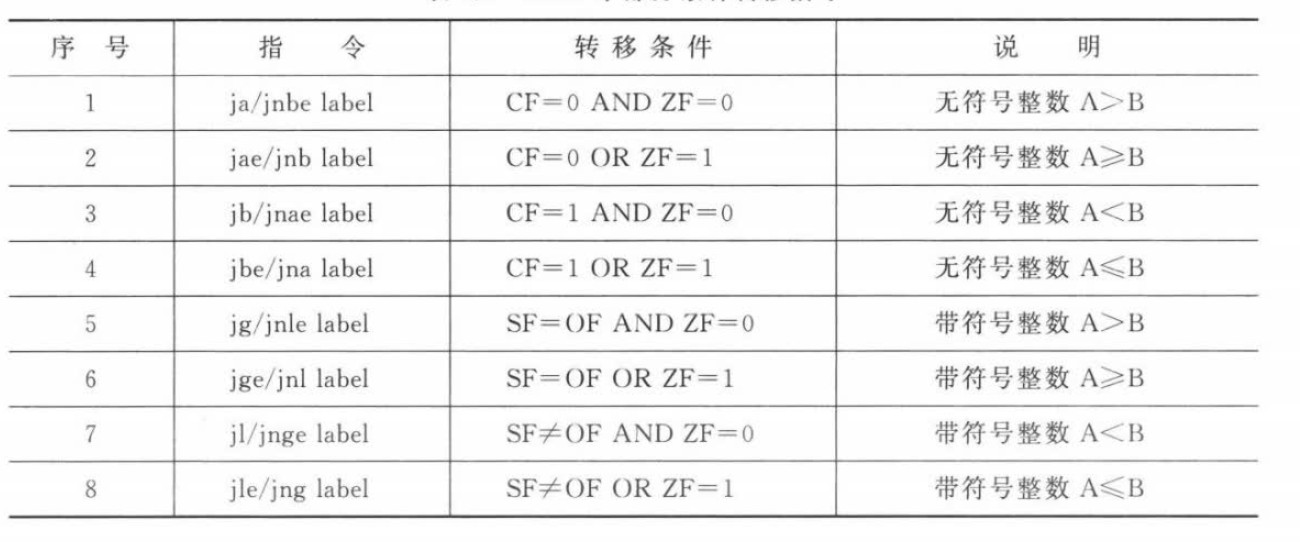 序 号 指 令 转移条件 说 明
1 ja/jnbe label CF=0 AND ZF=0 无符号整数 A>B
2 jae/jnb label CF=0 OR ZF=1 无符号整数 A≥B
3 jb/jnae label CF=1 AND ZF=0 无符号整数 A<B
4 jbe/jna label CF=1 OR ZF=1 无符号整数 A≤B
5 jg/jnle label SF=OF AND ZF=0 带符号整数 A>B
6 jge/jnl label SF=OF OR ZF=1 带符号整数 A≥B
7 jl/jnge label SF≠OF AND ZF=0 带符号整数 A<B
8 jle/jng label SF≠OF OR ZF=1 带符号整数 A≤B